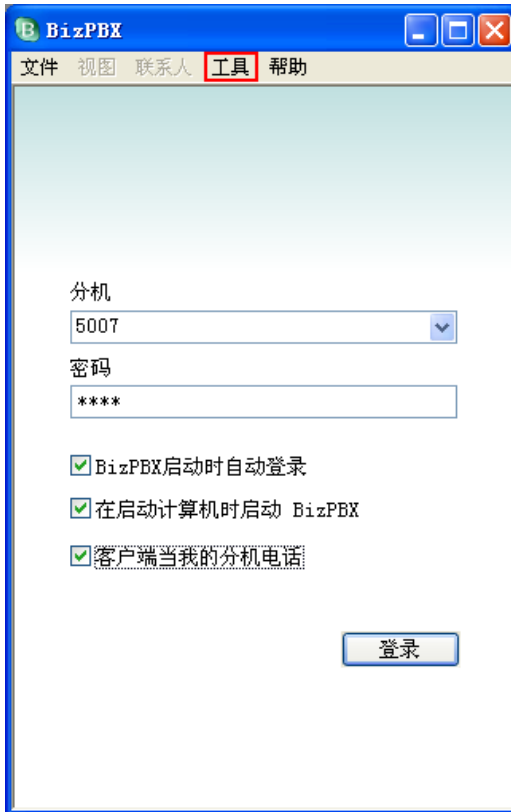 B BizPBX
文件 视图 联系人 工具 帮助
分机
5007
密码
****
BizPBX启动时自动登录
在启动计算机时启动 BizPBX
客户端当我的分机电话
登录